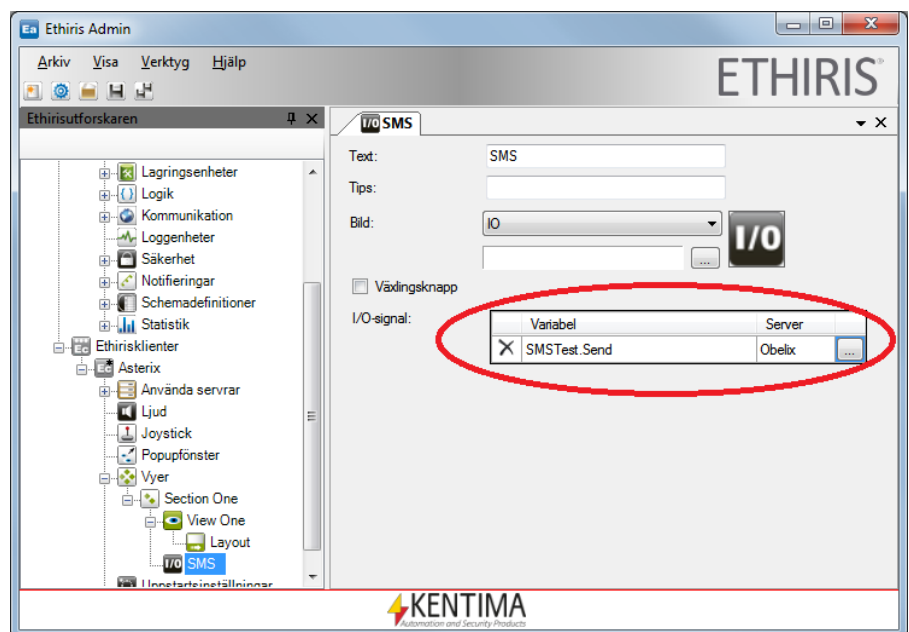 Ea Ethiris Admin
Arkiv Visa Verktyg Hjälp
ETHIRIS
Ethirisutforskaren
Lagringsenheter
Logik
Kommunikation
Loggenheter
Säkerhet
Notifieringar
Schemadefinitioner
Statistik
Ethirisklienter
Asterix
Använda servrar
Ljud
Joystick
Popupfönster
Vyer
Section One
View One
Layout
I/O SMS
Uppstartsinställningar
I/O SMS
Text: SMS
Tips:
Bild: IO
I/O
...
Växlingsknapp
I/O-signal:
Variabel Server
SMSTest.Send Obelix ...
KENTIMA
Automation and Security Products